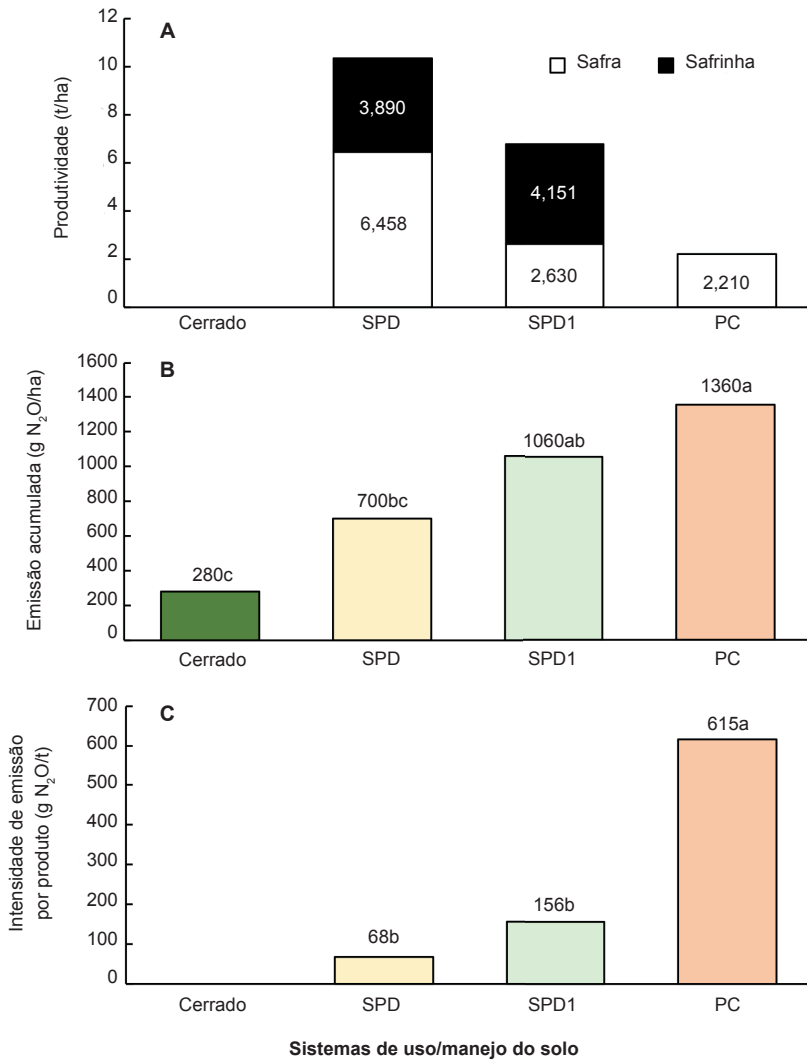 A
Safra
Safrinha
Produtividade (t/ha)
12
10
8
6
4
2
0
3,890
6,458
4,151
2,630
2,210
Cerrado
SPD
SPD1
PC
B
Emissão acumulada (g N₂O/ha)
1600
1400
1200
1000
800
600
400
200
0
280c
700bc
1060ab
1360a
Cerrado
SPD
SPD1
PC
C
Intensidade de emissão
por produto (g N₂O/t)
700
600
500
400
300
200
100
0
68b
156b
615a
Cerrado
SPD
SPD1
PC
Sistemas de uso/manejo do solo